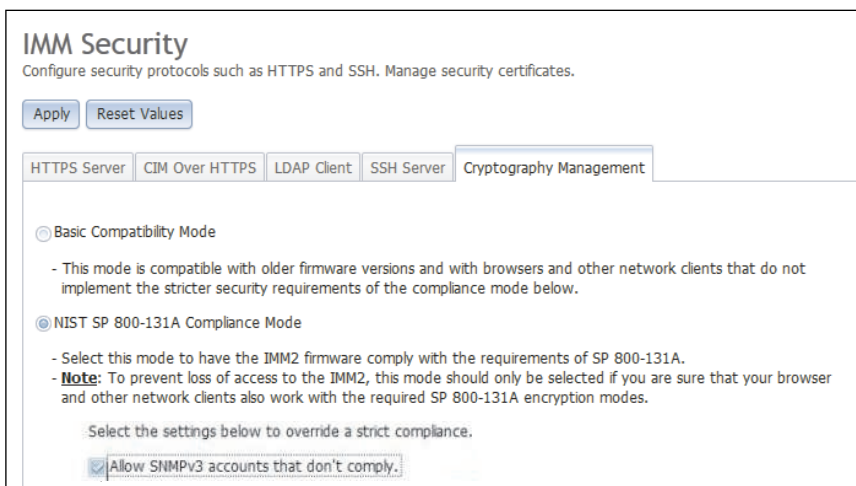 IMM Security
Configure security protocols such as HTTPS and SSH. Manage security certificates.
Apply Reset Values
HTTPS Server CIM Over HTTPS LDAP Client SSH Server Cryptography Management
Basic Compatibility Mode
- This mode is compatible with older firmware versions and with browsers and other network clients that do not
implement the stricter security requirements of the compliance mode below.
NIST SP 800-131A Compliance Mode
- Select this mode to have the IMM2 firmware comply with the requirements of SP 800-131A.
- Note: To prevent loss of access to the IMM2, this mode should only be selected if you are sure that your browser
and other network clients also work with the required SP 800-131A encryption modes.
Select the settings below to override a strict compliance.
Allow SNMPv3 accounts that don't comply.